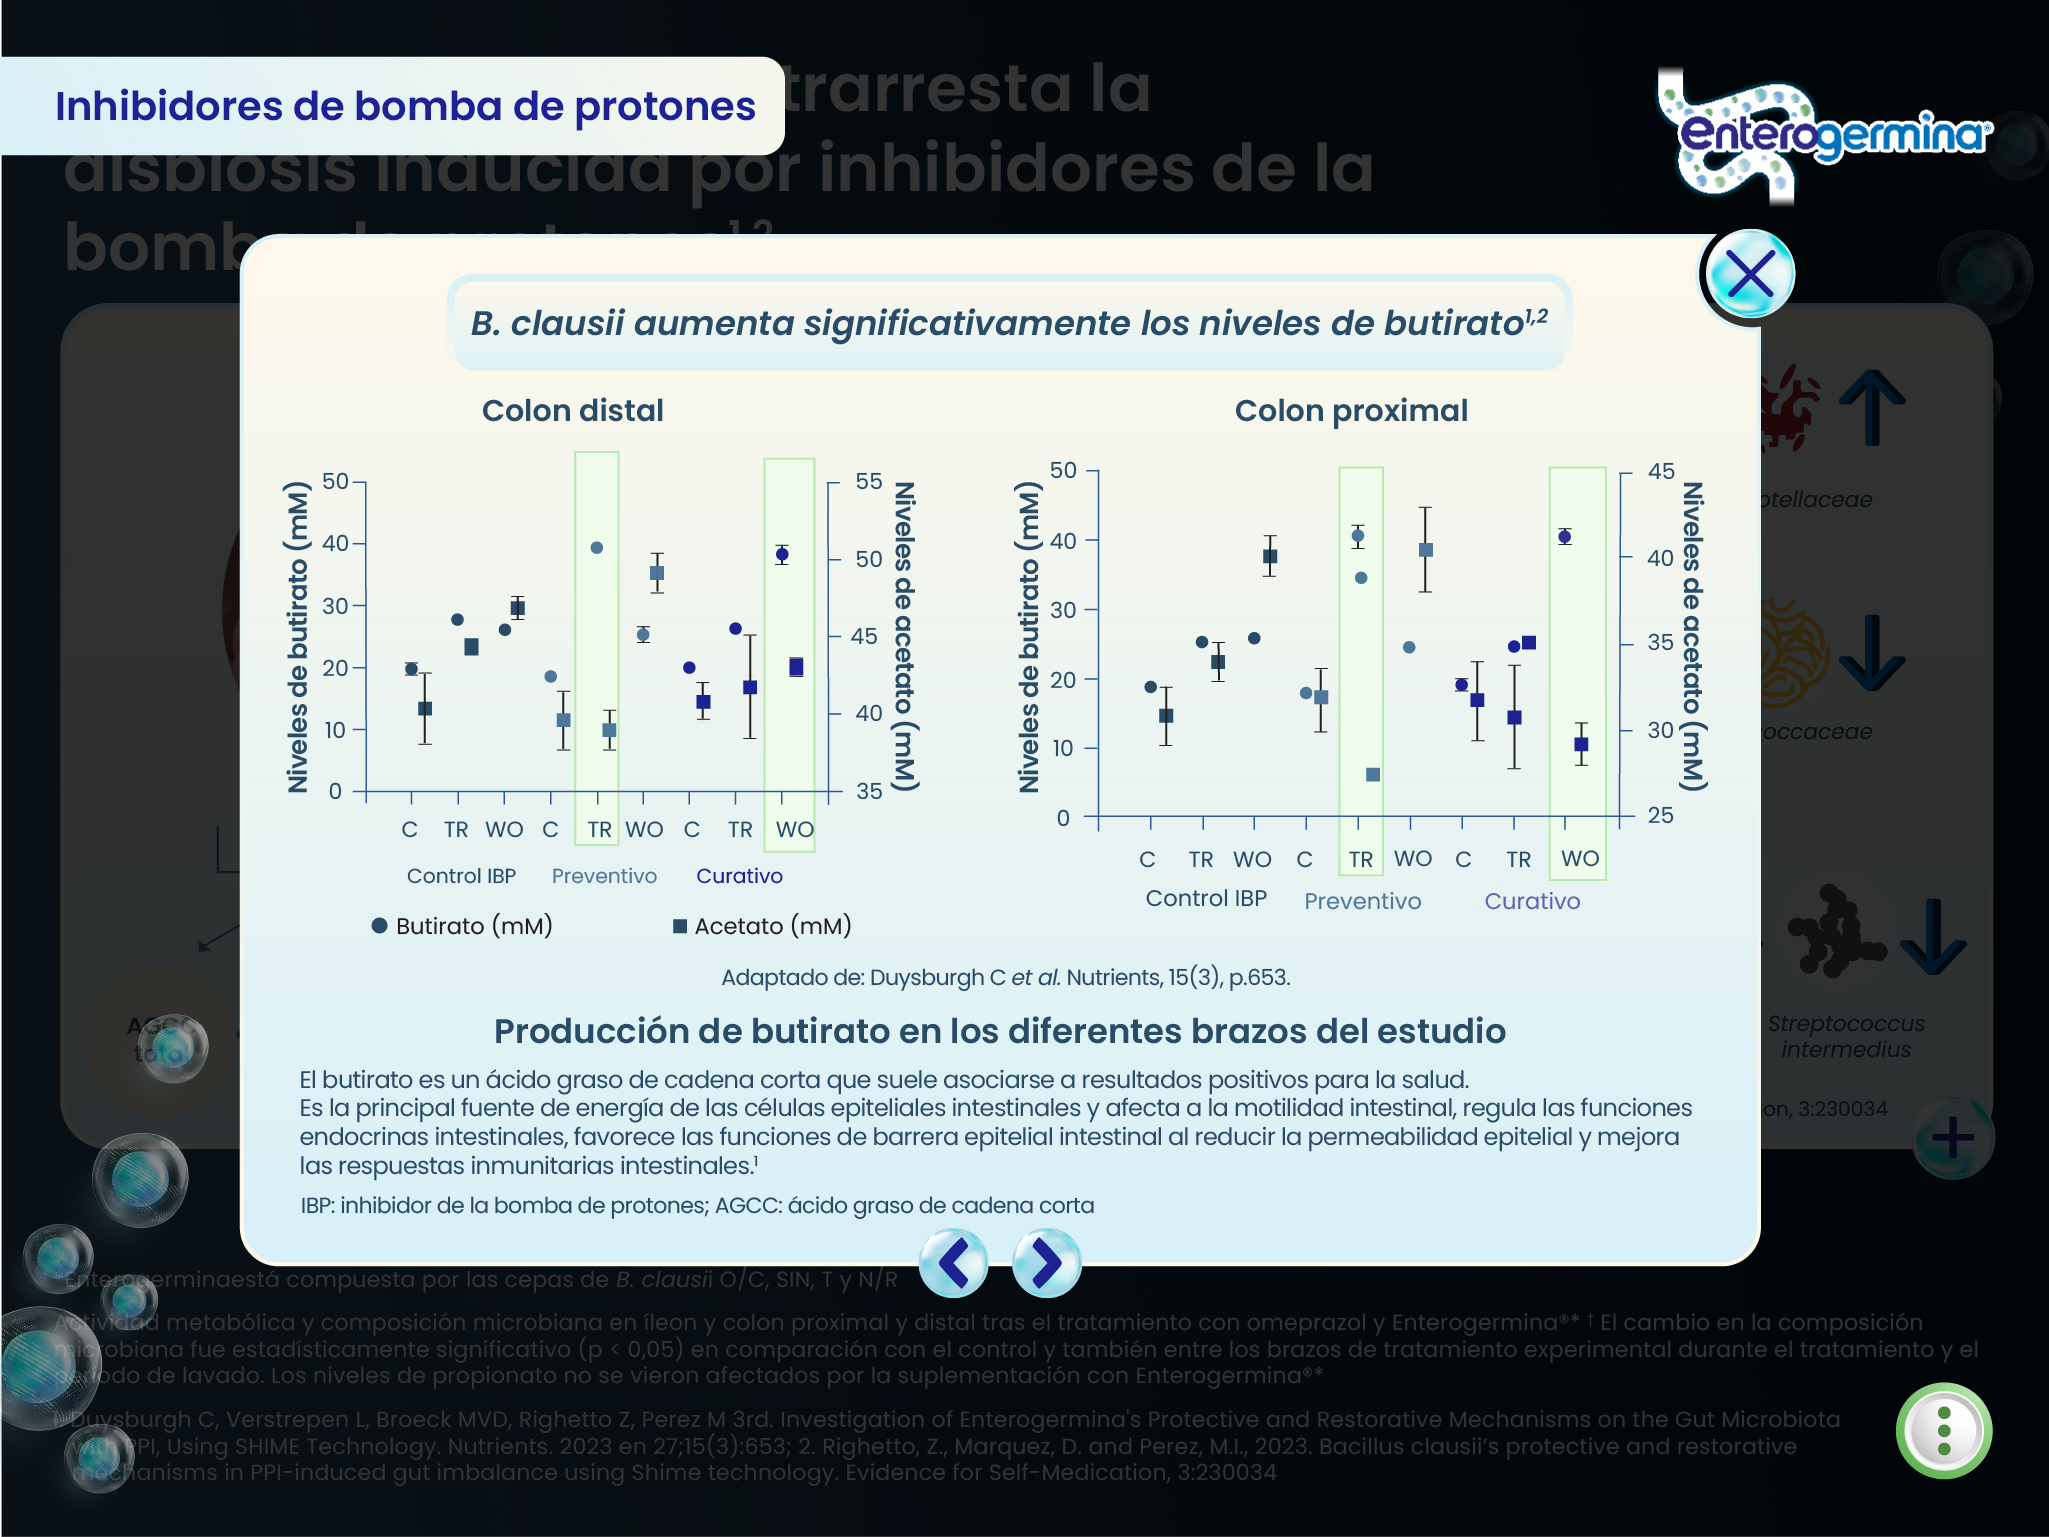 Inhibidores de bomba de protones
trarresta la
disbiosis inducida por inhibidores de la
enterogermina®
B. clausii aumenta significativamente los niveles de butirato1,2
Colon distal
Colon proximal
Niveles de butirato (mM)
50
40
30
20
10
0
55
50
45
40
35
Niveles de acetato (mM)
C TR WO C TR WO C TR WO
Control IBP Preventivo Curativo
Butirato (mM) Acetato (mM)
Niveles de butirato (mM)
50
40
30
20
10
0
45
40
35
30
25
Niveles de acetato (mM)
C TR WO C TR WO C TR WO
Control IBP Preventivo Curativo
Adaptado de: Duysburgh C et al. Nutrients, 15(3), p.653.
Producción de butirato en los diferentes brazos del estudio
El butirato es un ácido graso de cadena corta que suele asociarse a resultados positivos para la salud.
Es la principal fuente de energía de las células epiteliales intestinales y afecta a la motilidad intestinal, regula las funciones
endocrinas intestinales, favorece las funciones de barrera epitelial intestinal al reducir la permeabilidad epitelial y mejora
las respuestas inmunitarias intestinales.1
IBP: inhibidor de la bomba de protones; AGCC: ácido graso de cadena corta
Streptococcus
intermedius
on, 3:230034
Enterogerminaestá compuesta por las cepas de B. clausii O/C, SIN, T y N/R
Actividad metabólica y composición microbiana en íleon y colon proximal y distal tras el tratamiento con omeprazol y Enterogermina®* † El cambio en la composición
microbiana fue estadísticamente significativo (p < 0,05) en comparación con el control y también entre los brazos de tratamiento experimental durante el tratamiento y el
periodo de lavado. Los niveles de propionato no se vieron afectados por la suplementación con Enterogermina®*
Duysburgh C, Verstrepen L, Broeck MVD, Righetto Z, Perez M 3rd. Investigation of Enterogermina's Protective and Restorative Mechanisms on the Gut Microbiota
with PPI, Using SHIME Technology. Nutrients. 2023 en 27;15(3):653; 2. Righetto, Z., Marquez, D. and Perez, M.I., 2023. Bacillus clausii’s protective and restorative
mechanisms in PPI-induced gut imbalance using Shime technology. Evidence for Self-Medication, 3:230034